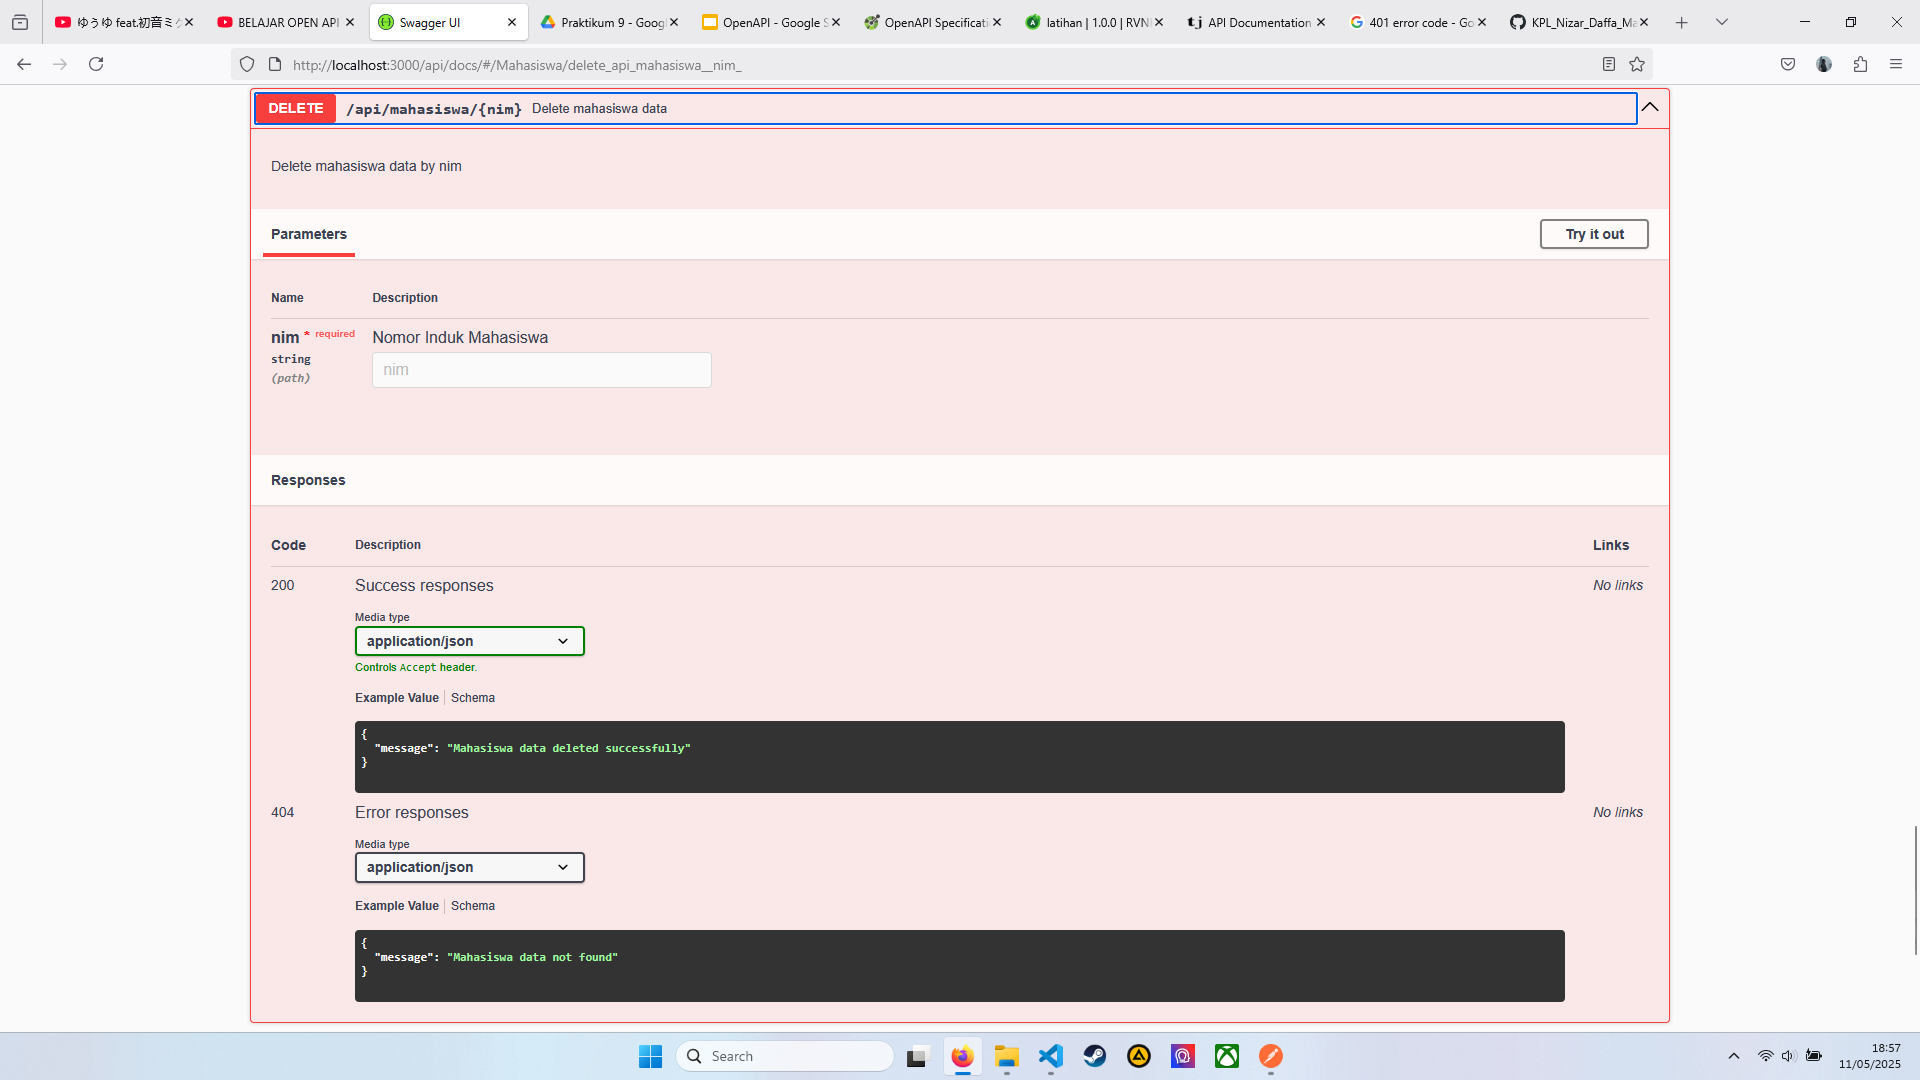 ゆうゆ feat.初音ミク
BELAJAR OPEN API
Swagger UI
Praktikum 9 - Goog
OpenAPI - Google S
OpenAPI Specificati
latihan | 1.0.0 | RVN
API Documentation
401 error code - Go
KPL_Nizar_Daffa_Ma
http://localhost:3000/api/docs/#/Mahasiswa/delete_api_mahasiswa__nim_
DELETE /api/mahasiswa/{nim} Delete mahasiswa data
Delete mahasiswa data by nim
Parameters
Try it out
Name Description
nim * required
string
(path)
Nomor Induk Mahasiswa
nim
Responses
Code Description Links
200 Success responses No links
Media type
application/json
Controls Accept header.
Example Value Schema
{
"message": "Mahasiswa data deleted successfully"
}
404 Error responses No links
Media type
application/json
Example Value Schema
{
"message": "Mahasiswa data not found"
}
Search
18:57
11/05/2025